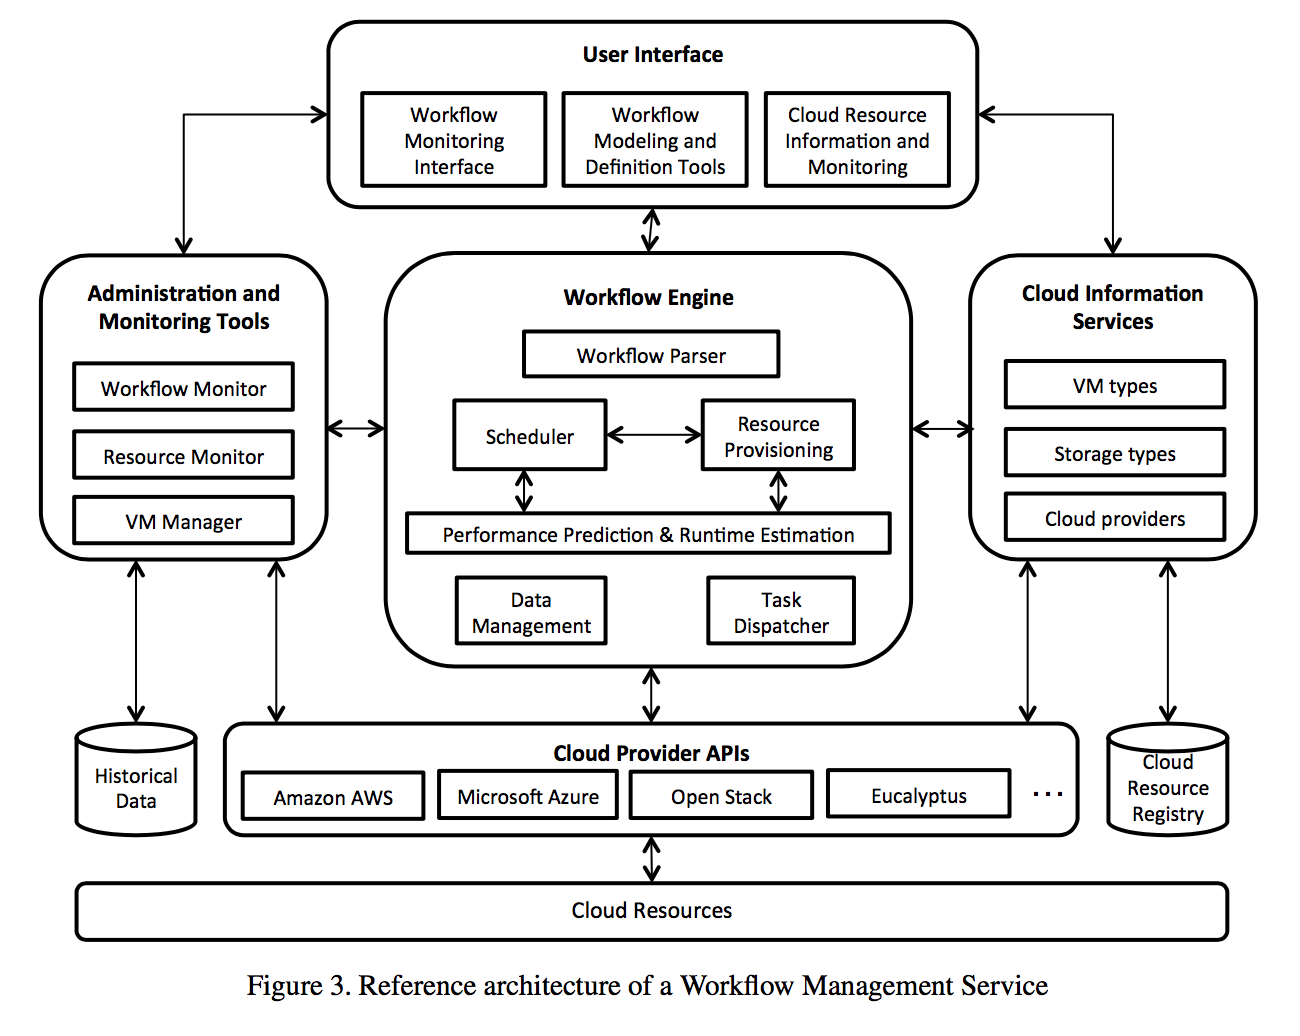 User Interface
Workflow
Monitoring
Interface
Workflow
Modeling and
Definition Tools
Cloud Resource
Information and
Monitoring
Administration and
Monitoring Tools
Workflow Monitor
Resource Monitor
VM Manager
Workflow Engine
Workflow Parser
Scheduler
Resource
Provisioning
Performance Prediction & Runtime Estimation
Data
Management
Task
Dispatcher
Cloud Information
Services
VM types
Storage types
Cloud providers
Historical
Data
Cloud Provider APIs
Amazon AWS
Microsoft Azure
Open Stack
Eucalyptus
...
Cloud
Resource
Registry
Cloud Resources
Figure 3. Reference architecture of a Workflow Management Service